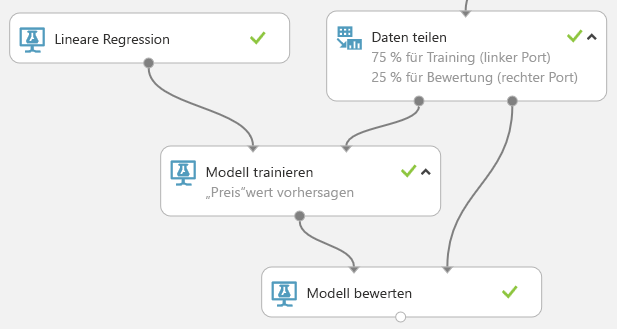 Lineare Regression
Daten teilen
75 % für Training (linker Port)
25 % für Bewertung (rechter Port)
Modell trainieren
„Preis“wert vorhersagen
Modell bewerten